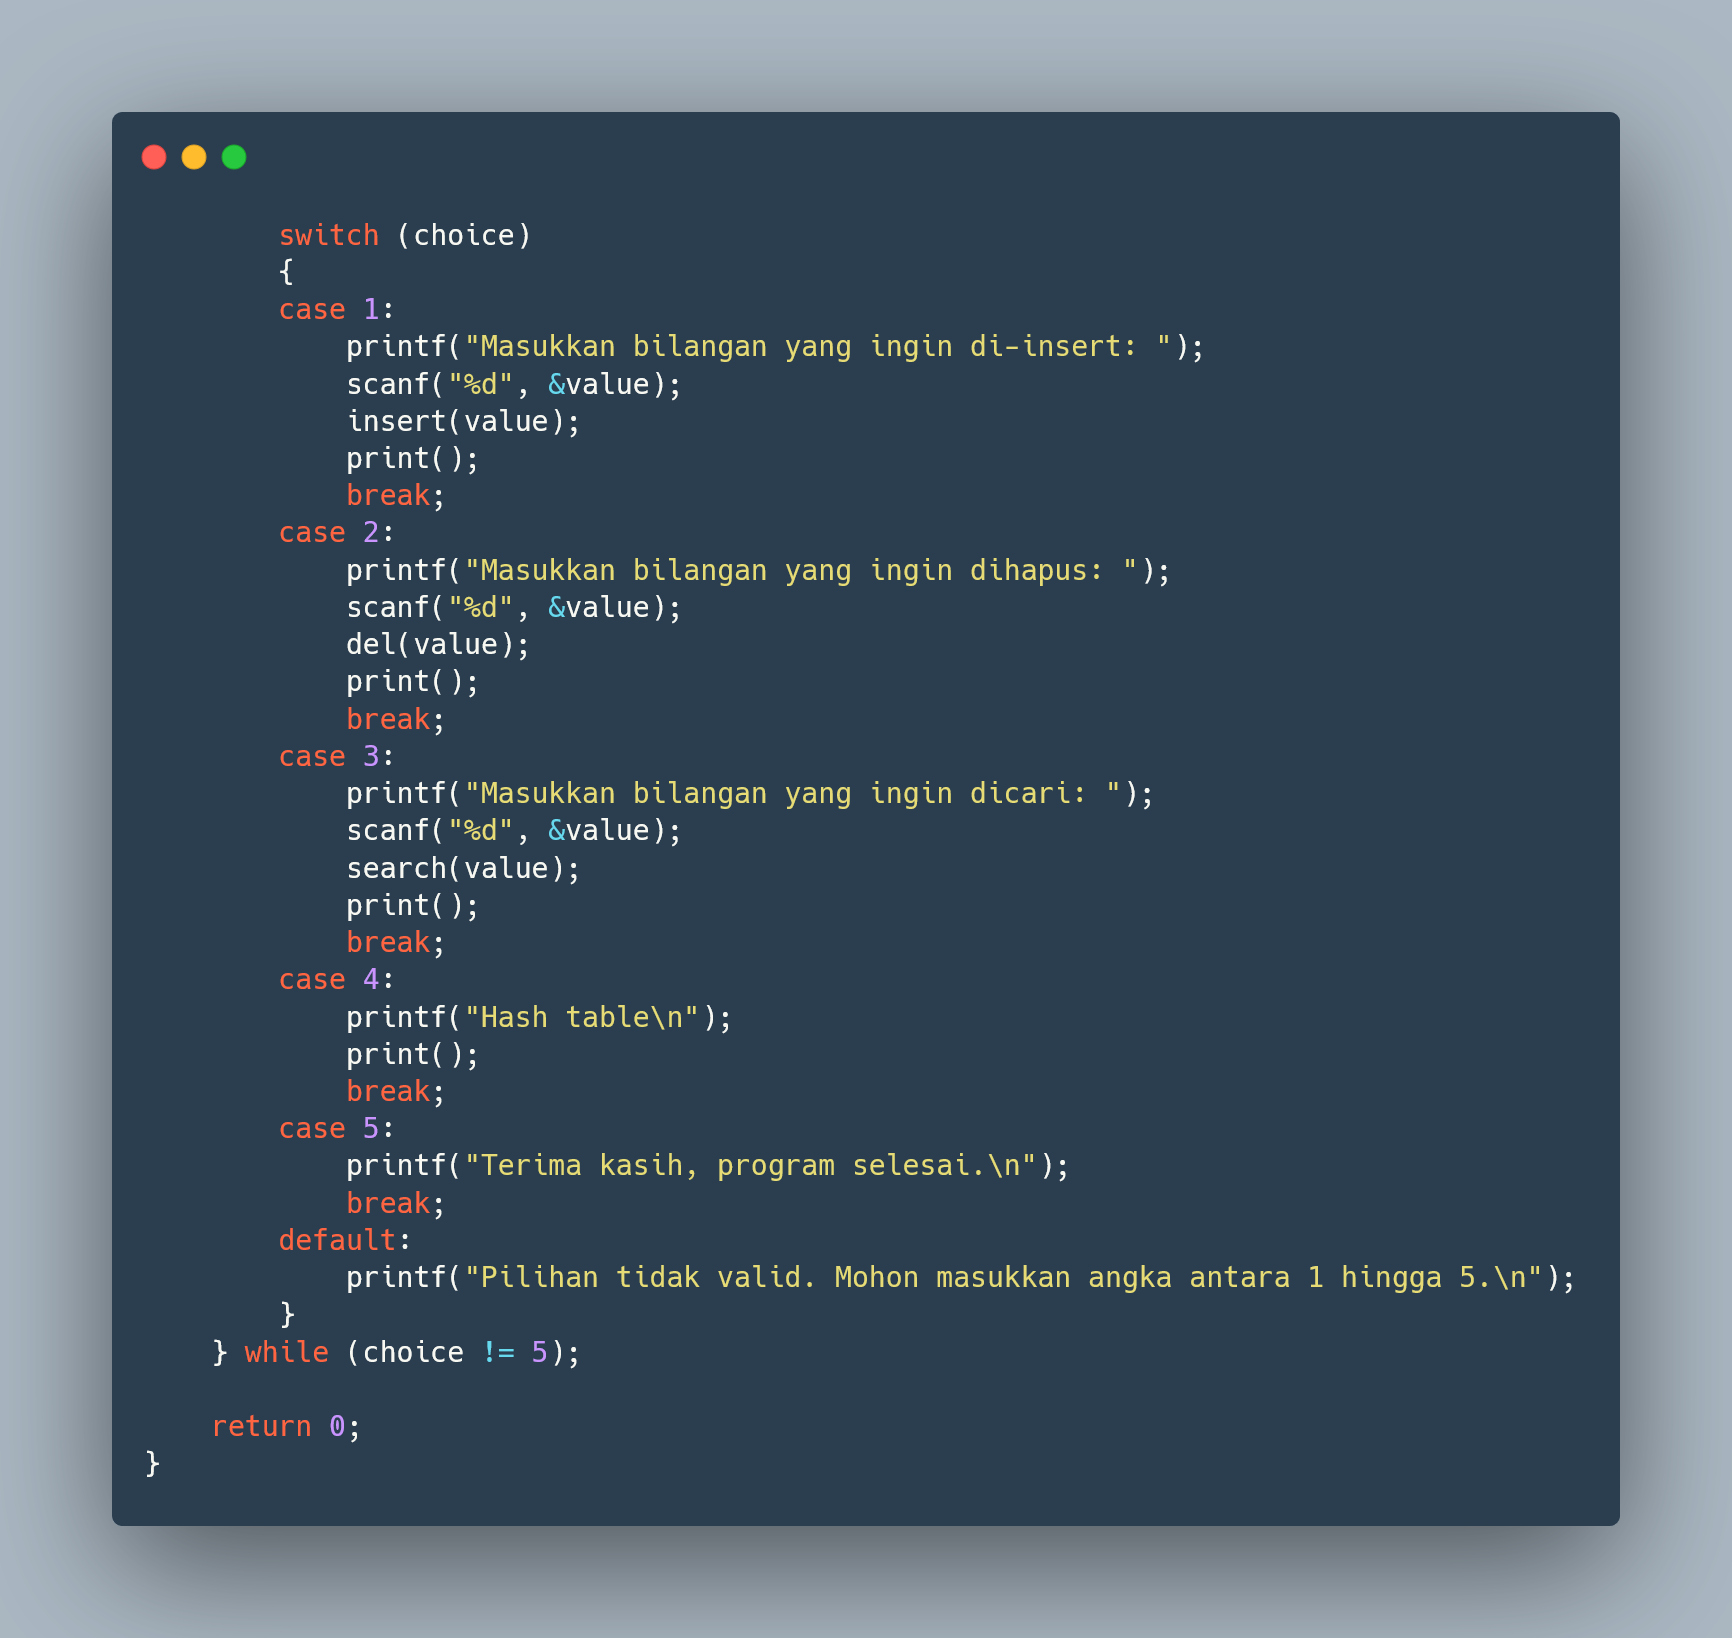 switch (choice)
        {
        case 1:
            printf("Masukkan bilangan yang ingin di-insert: ");
            scanf("%d", &value);
            insert(value);
            print();
            break;
        case 2:
            printf("Masukkan bilangan yang ingin dihapus: ");
            scanf("%d", &value);
            del(value);
            print();
            break;
        case 3:
            printf("Masukkan bilangan yang ingin dicari: ");
            scanf("%d", &value);
            search(value);
            print();
            break;
        case 4:
            printf("Hash table\n");
            print();
            break;
        case 5:
            printf("Terima kasih, program selesai.\n");
            break;
        default:
            printf("Pilihan tidak valid. Mohon masukkan angka antara 1 hingga 5.\n");
        }
    } while (choice != 5);

    return 0;
}